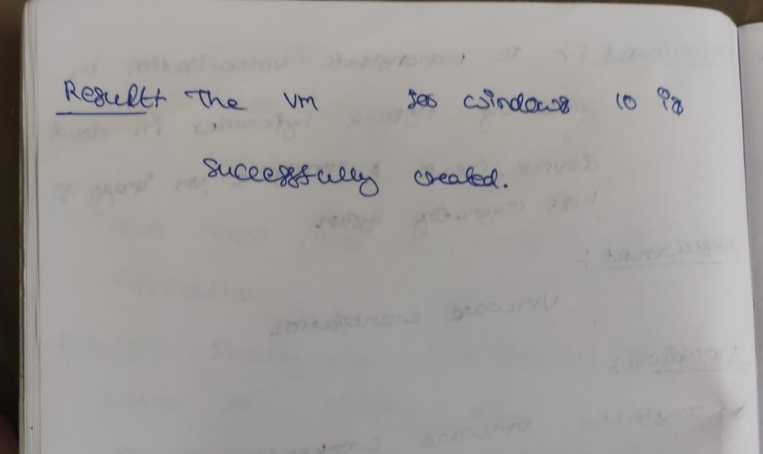 Result: The VM for windows 10 is
successfully created.